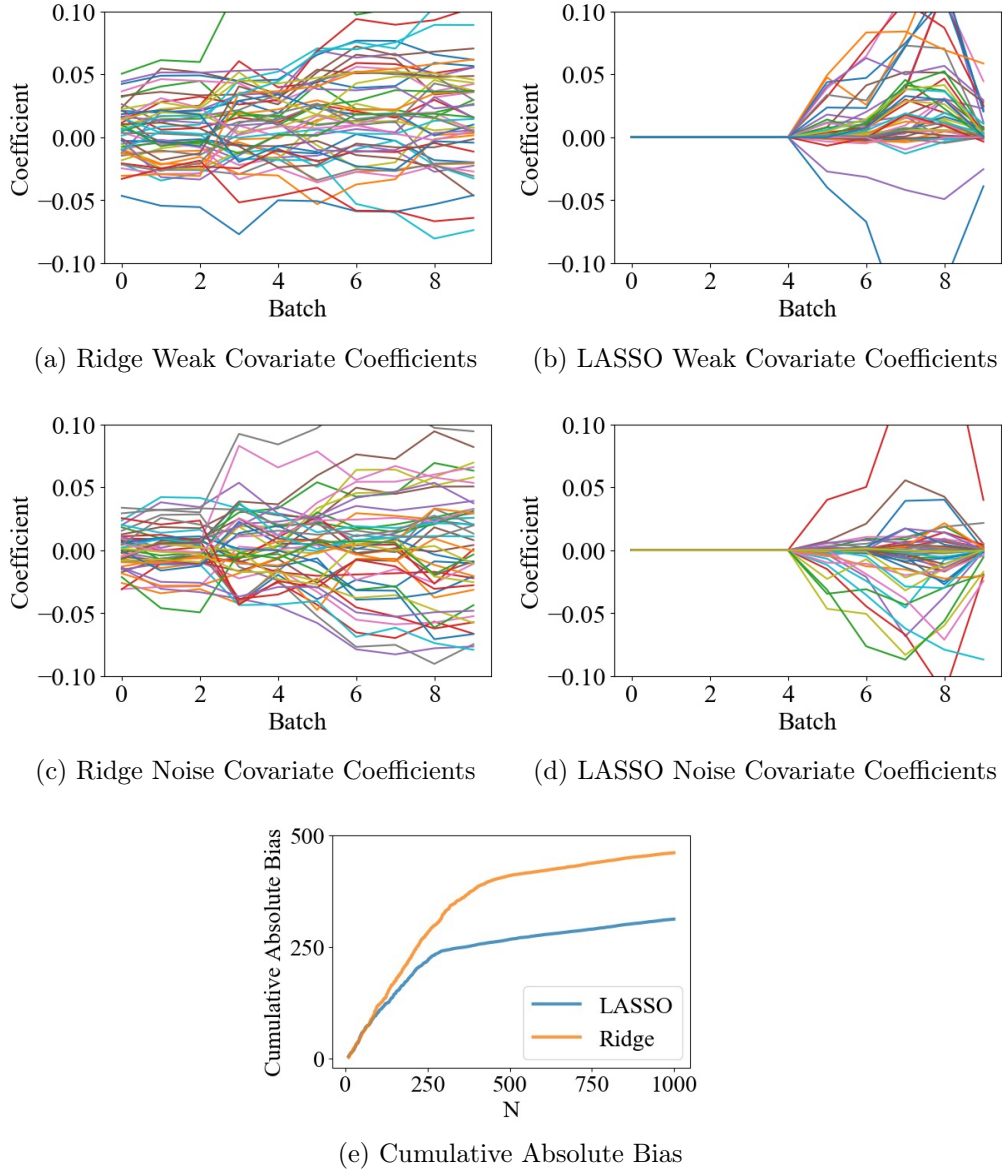 0.10
0.05
0.00
−0.05
−0.10
Coefficient
0 2 4 6 8
Batch
(a) Ridge Weak Covariate Coefficients
0.10
0.05
0.00
−0.05
−0.10
Coefficient
0 2 4 6 8
Batch
(b) LASSO Weak Covariate Coefficients
0.10
0.05
0.00
−0.05
−0.10
Coefficient
0 2 4 6 8
Batch
(c) Ridge Noise Covariate Coefficients
0.10
0.05
0.00
−0.05
−0.10
Coefficient
0 2 4 6 8
Batch
(d) LASSO Noise Covariate Coefficients
500
250
0
Cumulative Absolute Bias
LASSO
Ridge
0 250 500 750 1000
N
(e) Cumulative Absolute Bias